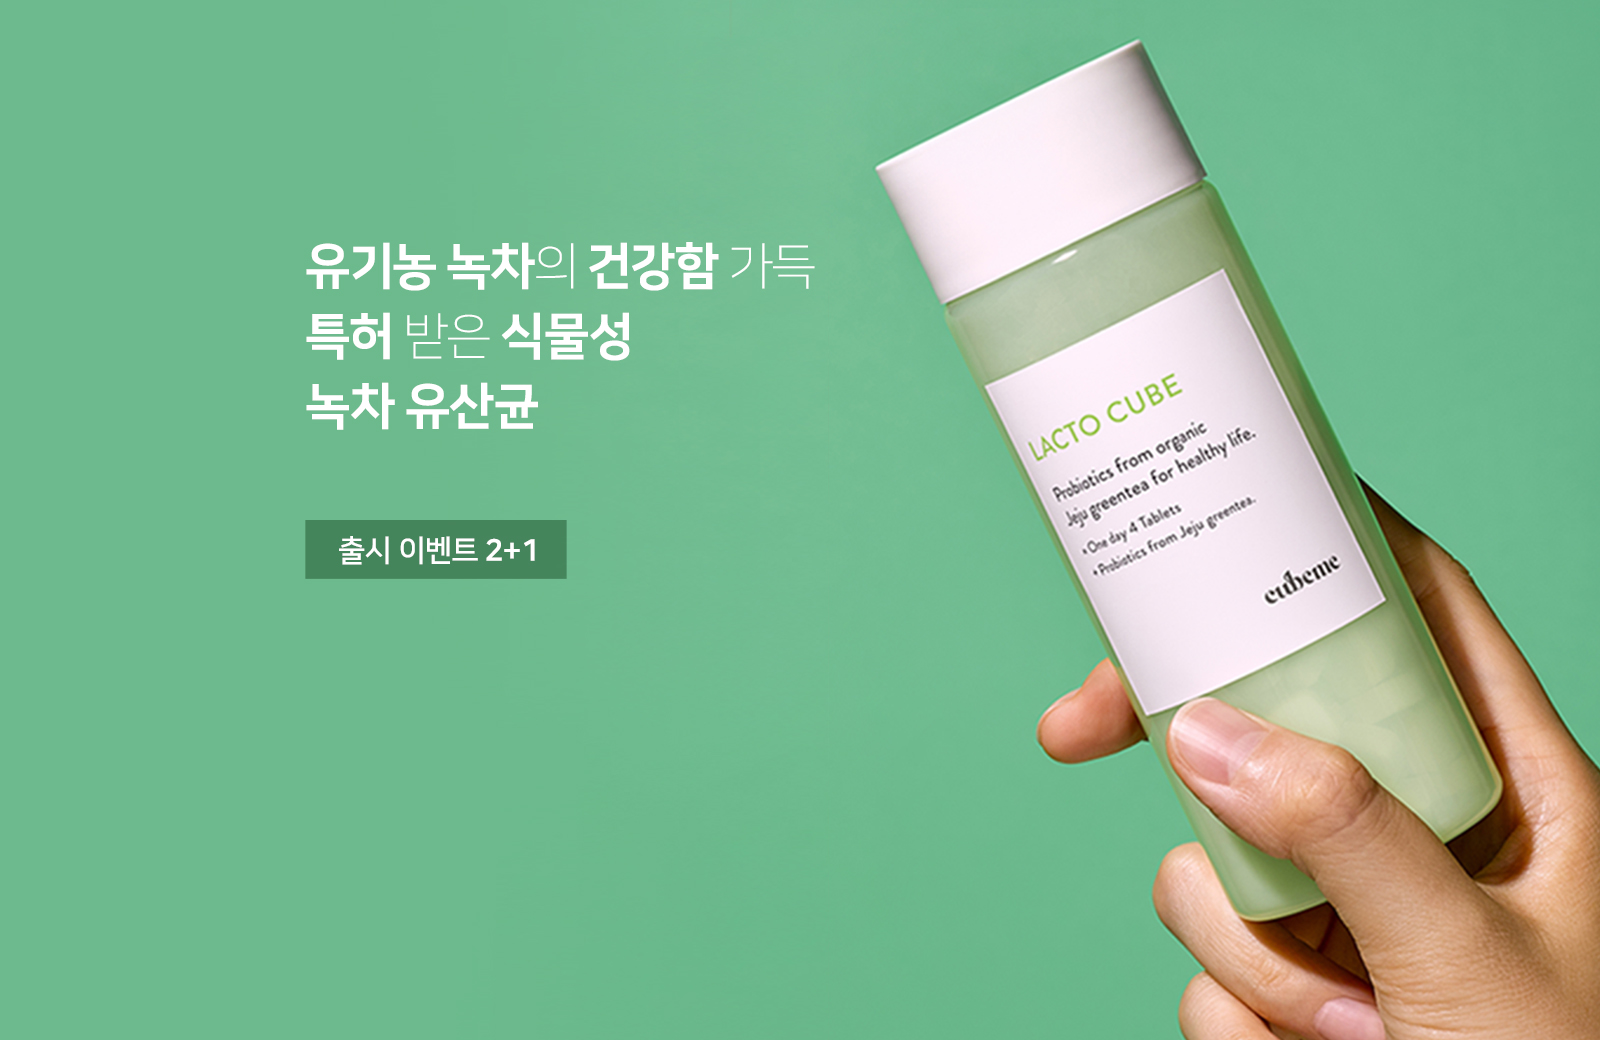 유기농 녹차의 건강함 가득
특허 받은 식물성
녹차 유산균
출시 이벤트 2+1
LACTO CUBE
Probiotics from organic
Jeju greentea for healthy life.
• One day 4 Tablets
• Probiotics from Jeju greentea.
cubeme